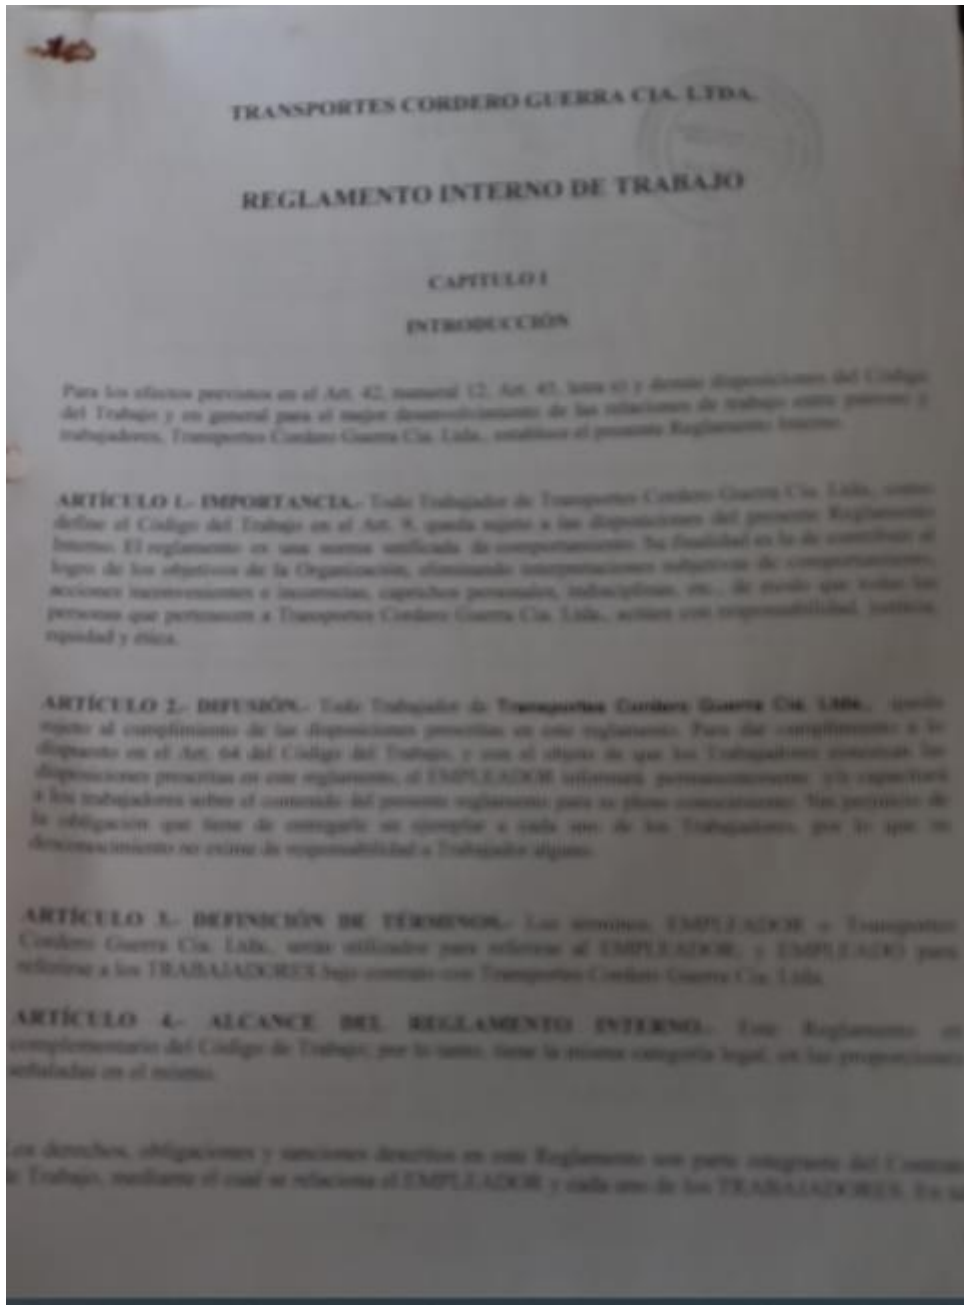 TRANSPORTES CORDERO GUERRA CIA. LTDA.
REGLAMENTO INTERNO DE TRABAJO
CAPITULO I
INTRODUCCIÓN
Para los efectos previstos en el Art. 42, numeral 12, Art. 45, letra e) y demás disposiciones del Código
del Trabajo y en general para el mejor desenvolvimiento de las relaciones de trabajo entre patrono y
trabajadores, Transportes Cordero Guerra Cia. Ltda., establece el presente Reglamento Interno.
ARTÍCULO 1.- IMPORTANCIA.- Todo Trabajador de Transportes Cordero Guerra Cia. Ltda., como
define el Código del Trabajo en el Art. 9, queda sujeto a las disposiciones del presente Reglamento
Interno. El reglamento es una norma unificada de comportamiento. Su finalidad es la de contribuir al
logro de los objetivos de la Organización, eliminando interpretaciones subjetivas de comportamiento,
acciones inconvenientes e incorrectas, caprichos personales, indisciplinas, etc., de modo que todas las
personas que pertenecen a Transportes Cordero Guerra Cia. Ltda., actúen con responsabilidad, justicia,
equidad y ética.
ARTÍCULO 2.- DIFUSIÓN.- Todo Trabajador de Transportes Cordero Guerra Cia. Ltda., queda
sujeto al cumplimiento de las disposiciones prescritas en este reglamento. Para dar cumplimiento a lo
dispuesto en el Art. 64 del Código del Trabajo, y con el objeto de que los Trabajadores conozcan las
disposiciones prescritas en este reglamento, el EMPLEADOR informará permanentemente y/o capacitará
a los trabajadores sobre el contenido del presente reglamento para su pleno conocimiento. Sin perjuicio de
la obligación que tiene de entregarle un ejemplar a cada uno de los Trabajadores, por lo que su
desconocimiento no exime de responsabilidad a Trabajador alguno.
ARTÍCULO 3.- DEFINICIÓN DE TÉRMINOS.- Los términos, EMPLEADOR o Transportes
Cordero Guerra Cia. Ltda., serán utilizados para referirse al EMPLEADOR; y EMPLEADO para
referirse a los TRABAJADORES bajo contrato con Transportes Cordero Guerra Cia. Ltda.
ARTÍCULO 4.- ALCANCE DEL REGLAMENTO INTERNO.- Este Reglamento es
complementario del Código de Trabajo; por lo tanto, tiene la misma categoría legal, en las proporciones
señaladas en el mismo.
Los derechos, obligaciones y sanciones descritos en este Reglamento son parte integrante del Contrato
de Trabajo, mediante el cual se relaciona el EMPLEADOR y cada uno de los TRABAJADORES. En